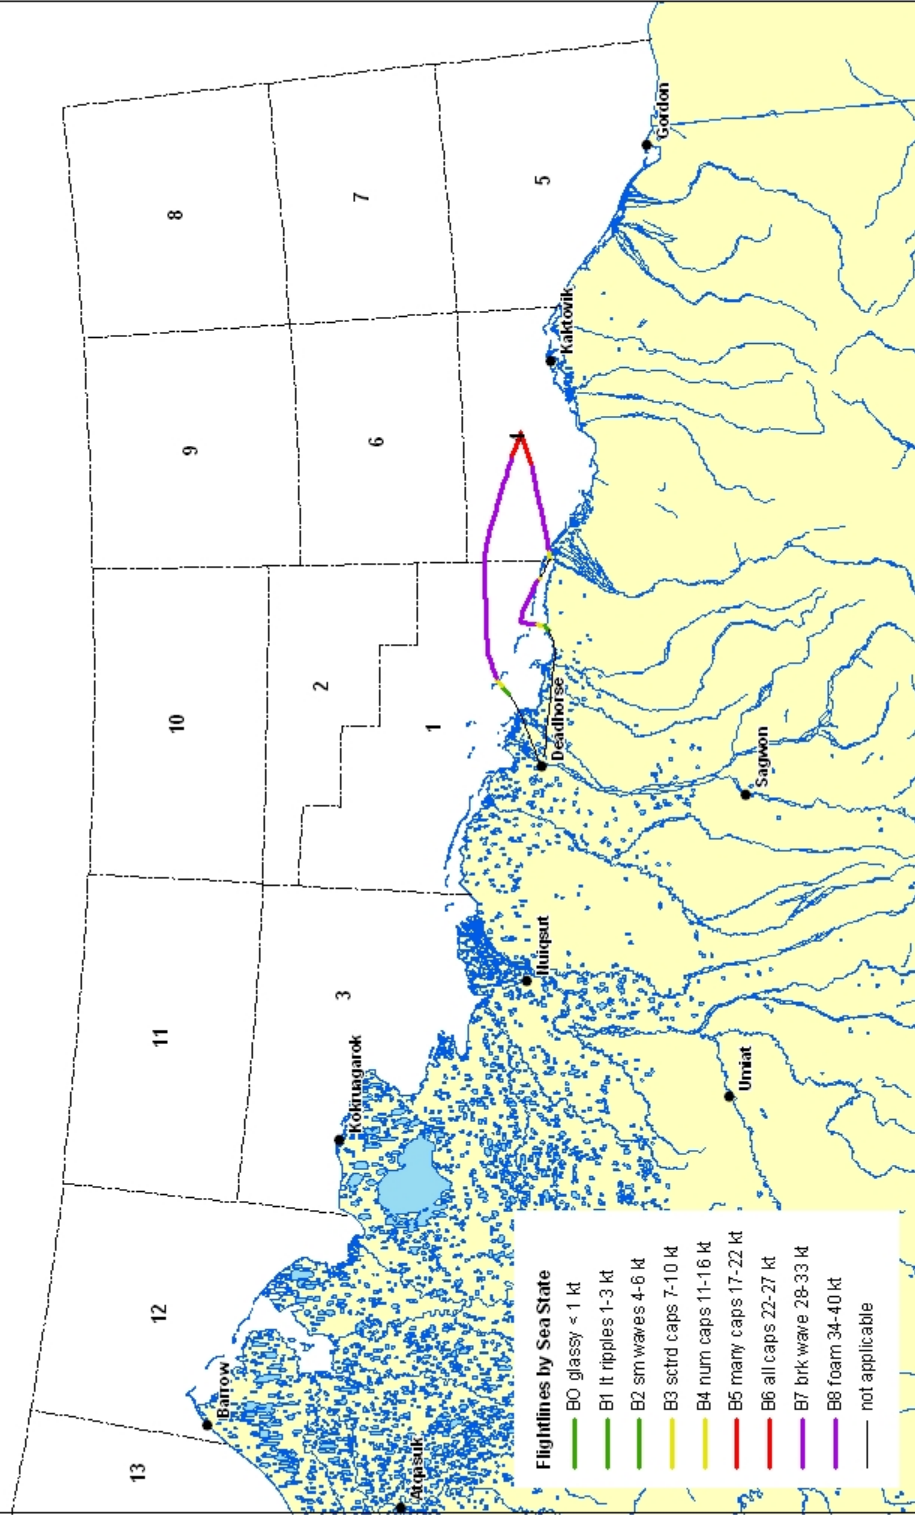 13
12
11
10
9
8
7
6
5
4
3
2
1
Barrow
Atqasuk
Kokruagarok
Nuiqsut
Umiat
Deadhorse
Sagwon
Kaktovik
Gordon
Flightlines by Sea State
B0 glassy < 1 kt
B1 lt ripples 1-3 kt
B2 sm waves 4-6 kt
B3 sctrd caps 7-10 kt
B4 num caps 11-16 kt
B5 many caps 17-22 kt
B6 all caps 22-27 kt
B7 brk wave 28-33 kt
B8 foam 34-40 kt
not applicable